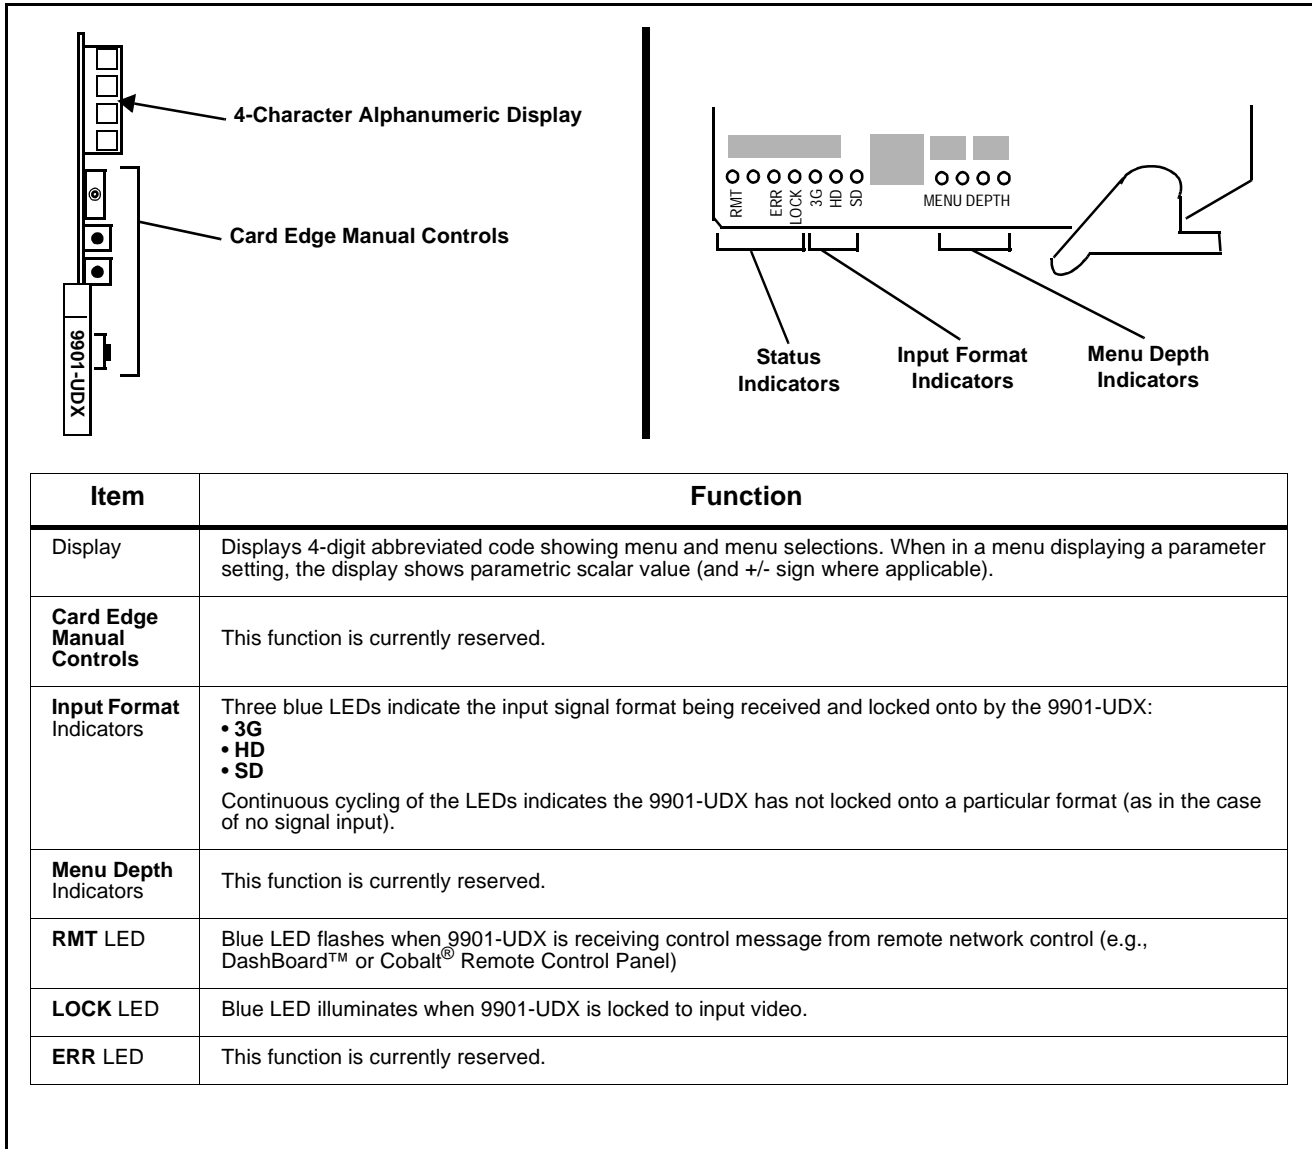 4-Character Alphanumeric Display
Card Edge Manual Controls
9901-UDX
RMT
ERR
LOCK
3G
HD
SD
MENU DEPTH
Status
Indicators
Input Format
Indicators
Menu Depth
Indicators
Item
Function
Display
Displays 4-digit abbreviated code showing menu and menu selections. When in a menu displaying a parameter
setting, the display shows parametric scalar value (and +/- sign where applicable).
Card Edge
Manual
Controls
This function is currently reserved.
Input Format
Indicators
Three blue LEDs indicate the input signal format being received and locked onto by the 9901-UDX:
• 3G
• HD
• SD
Continuous cycling of the LEDs indicates the 9901-UDX has not locked onto a particular format (as in the case
of no signal input).
Menu Depth
Indicators
This function is currently reserved.
RMT LED
Blue LED flashes when 9901-UDX is receiving control message from remote network control (e.g.,
DashBoard™ or Cobalt® Remote Control Panel)
LOCK LED
Blue LED illuminates when 9901-UDX is locked to input video.
ERR LED
This function is currently reserved.